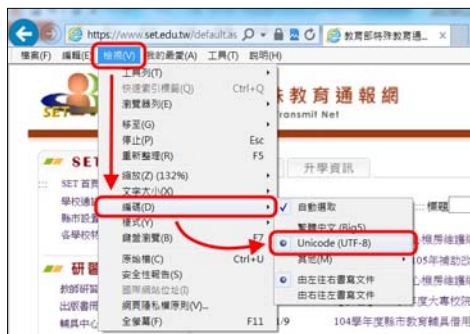 https://www.set.edu.tw/default.as
教育部特殊教育通...
檔案(F) 編輯(E) 檢視(V) 我的最愛(A) 工具(T) 說明(H)
工具列(T)
快速索引標籤(Q) Ctrl+Q
瀏覽器列(E)
移至(G)
停止(P) Esc
重新整理(R) F5
縮放(Z) (132%)
文字大小(X)
編碼(D)
樣式(Y)
鍵盤瀏覽(B) F7
原始檔(C) Ctrl+U
安全性報告(S)
國際網站位址(I)
網頁隱私權原則(V)...
全螢幕(F) F11
自動選取
繁體中文 (Big5)
Unicode (UTF-8)
其他(M)
由左往右書寫文件
由右往左書寫文件
殊教育通報網
ransmit Net
升學資訊
SET
SET 首頁
學校通
縣市設
各學校特
研
教師研習
出版書冊
輔具中心
標題
105年補助改
度大專校院
1/9 104學年度縣市教育輔具借用